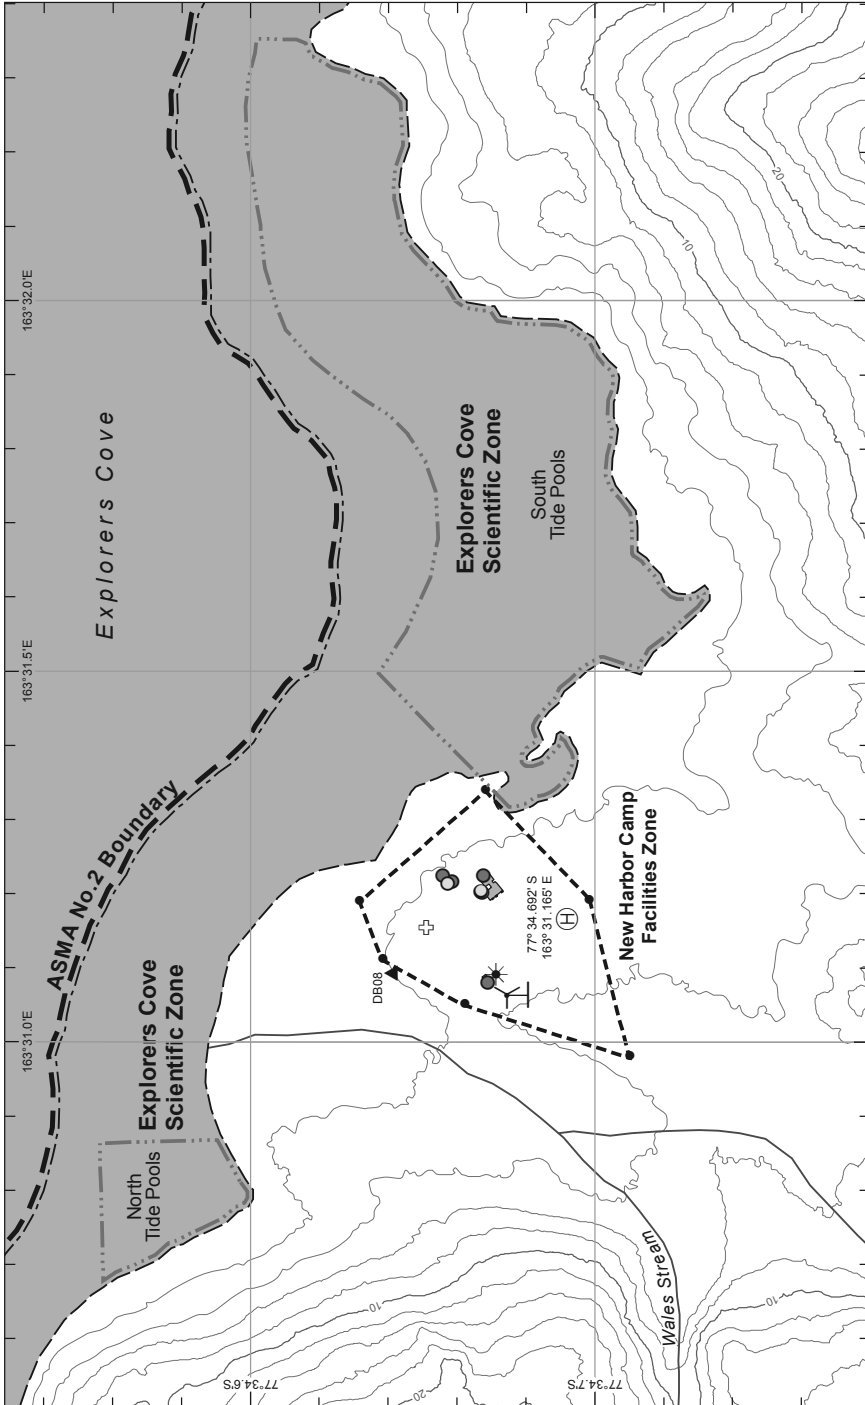 163°32.0'E
163°31.5'E
163°31.0'E
77°34.6'S
77°34.7'S
Explorers Cove
ASMA No.2 Boundary
Explorers Cove
Scientific Zone
South
Tide Pools
Explorers Cove
Scientific Zone
North
Tide Pools
DB08
77º 34.692' S
163º 31.165' E
H
New Harbor Camp
Facilities Zone
Wales Stream
20
10
10
10
20